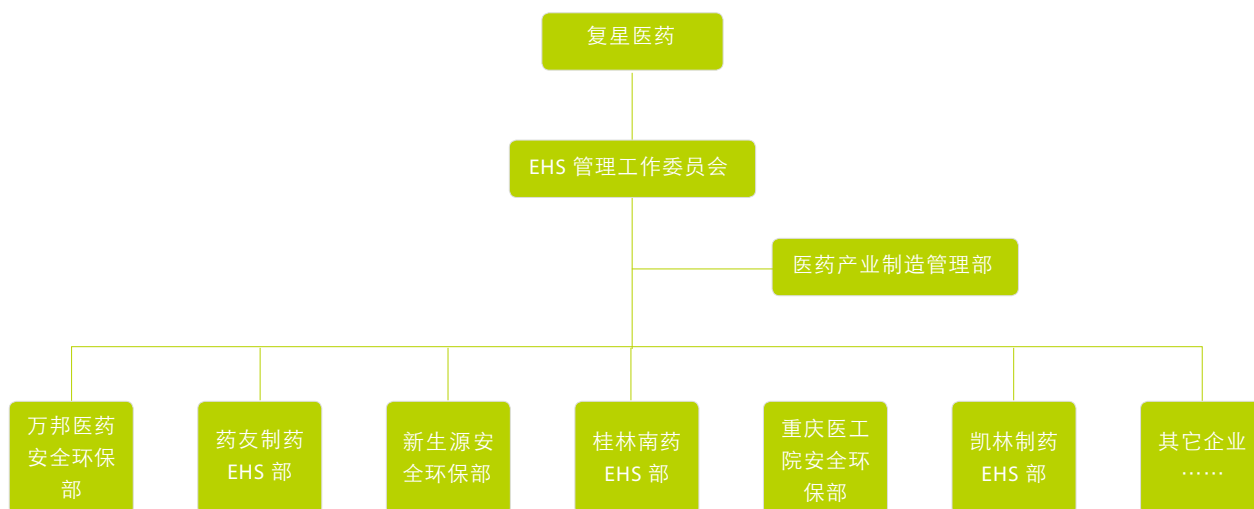 复星医药
EHS 管理工作委员会
医药产业制造管理部
万邦医药
安全环保
部
药友制药
EHS 部
新生源安
全环保部
桂林南药
EHS 部
重庆医工
院安全环
保部
凯林制药
EHS 部
其它企业
……